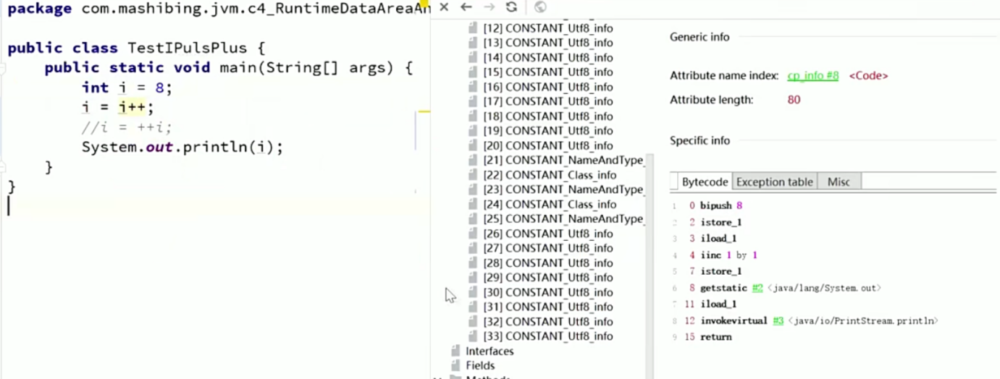 package com.mashibing.jvm.c4_RuntimeDataAreaAn
public class TestIPulsPlus {
public static void main(String[] args) {
int i = 8;
i = i++;
//i = ++i;
System.out.println(i);
}
}
[12] CONSTANT_Utf8_info
[13] CONSTANT_Utf8_info
[14] CONSTANT_Utf8_info
[15] CONSTANT_Utf8_info
[16] CONSTANT_Utf8_info
[17] CONSTANT_Utf8_info
[18] CONSTANT_Utf8_info
[19] CONSTANT_Utf8_info
[20] CONSTANT_Utf8_info
[21] CONSTANT_NameAndType_
[22] CONSTANT_Class_info
[23] CONSTANT_NameAndType_
[24] CONSTANT_Class_info
[25] CONSTANT_NameAndType_
[26] CONSTANT_Utf8_info
[27] CONSTANT_Utf8_info
[28] CONSTANT_Utf8_info
[29] CONSTANT_Utf8_info
[30] CONSTANT_Utf8_info
[31] CONSTANT_Utf8_info
[32] CONSTANT_Utf8_info
[33] CONSTANT_Utf8_info
Interfaces
Fields
Methods
Generic info
Attribute name index: cp_info #8 <Code>
Attribute length: 80
Specific info
Bytecode Exception table Misc
1 0 bipush 8
2 2 istore_1
3 3 iload_1
4 4 iinc 1 by 1
5 7 istore_1
6 8 getstatic #2 <java/lang/System.out>
7 11 iload_1
8 12 invokevirtual #3 <java/io/PrintStream.println>
9 15 return